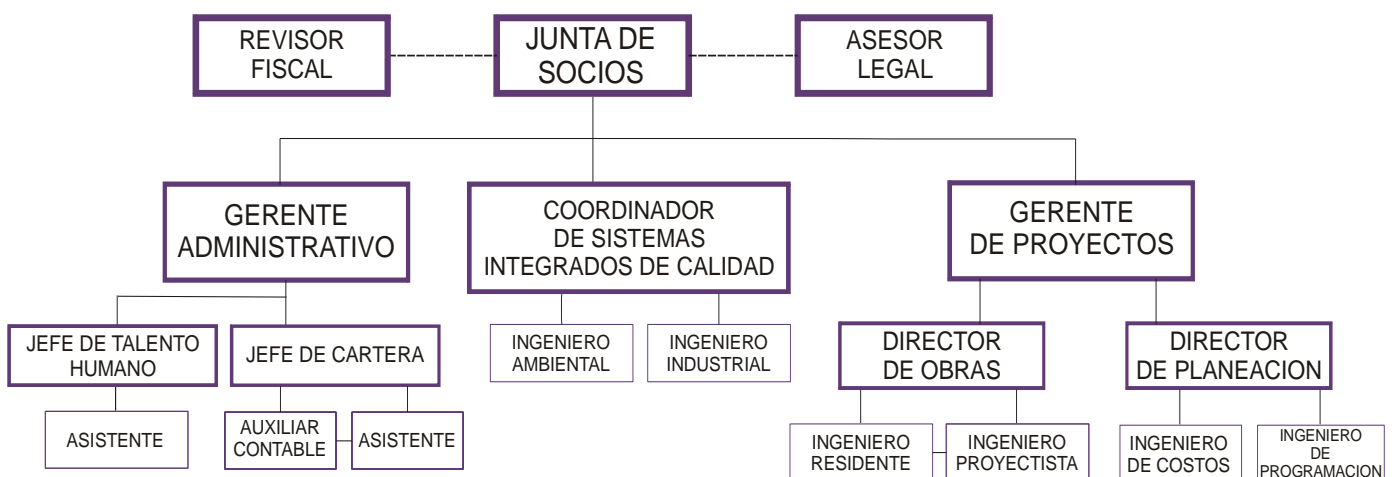 REVISOR
FISCAL
JUNTA DE
SOCIOS
ASESOR
LEGAL
GERENTE
ADMINISTRATIVO
COORDINADOR
DE SISTEMAS
INTEGRADOS DE CALIDAD
GERENTE
DE PROYECTOS
JEFE DE TALENTO
HUMANO
JEFE DE CARTERA
INGENIERO
AMBIENTAL
INGENIERO
INDUSTRIAL
DIRECTOR
DE OBRAS
DIRECTOR
DE PLANEACION
ASISTENTE
AUXILIAR
CONTABLE
ASISTENTE
INGENIERO
RESIDENTE
INGENIERO
PROYECTISTA
INGENIERO
DE COSTOS
INGENIERO
DE
PROGRAMACION